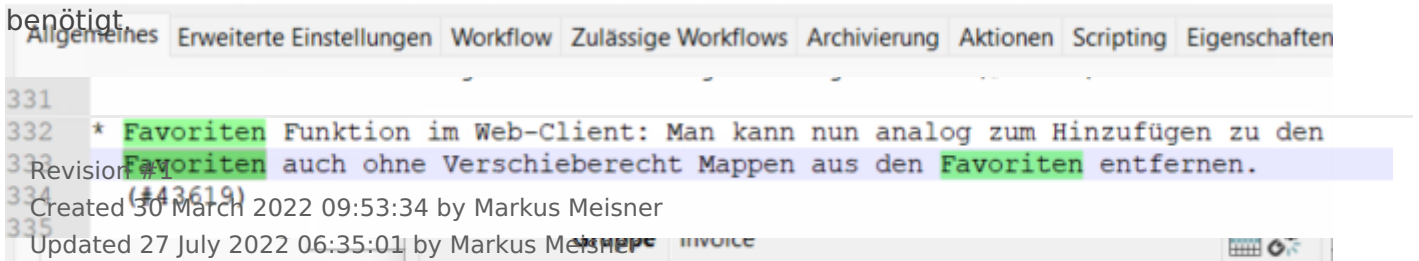 benötigt.
Allgemeines Erweiterte Einstellungen Workflow Zulässige Workflows Archivierung Aktionen Scripting Eigenschaften
331
332 * Favoriten Funktion im Web-Client: Man kann nun analog zum Hinzufügen zu den
333 Favoriten auch ohne Verschieberecht Mappen aus den Favoriten entfernen.
Revision #1
334 (#43619)
Created 30 March 2022 09:53:34 by Markus Meisner
335
Updated 27 July 2022 06:35:01 by Markus Meisner
Gruppe Invoice